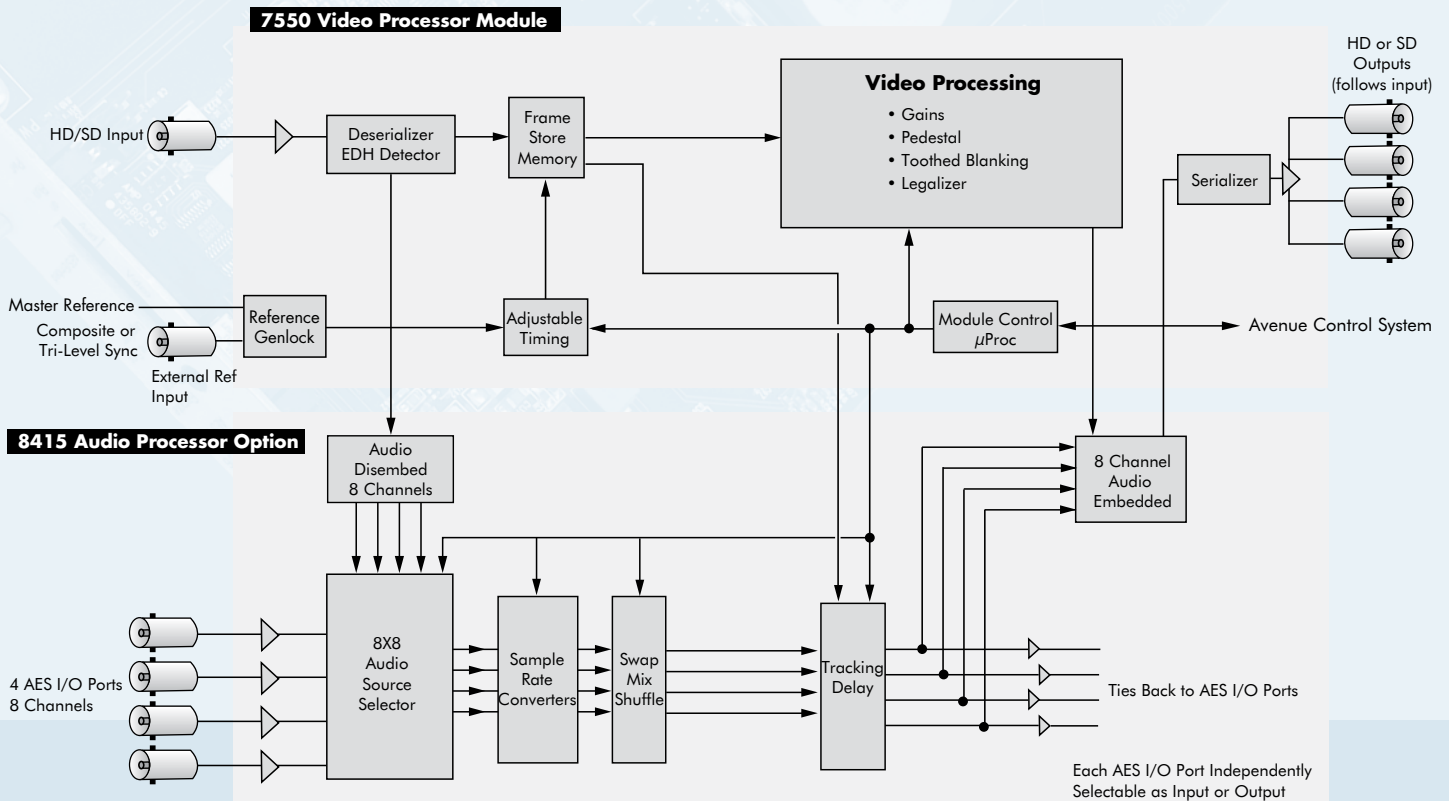 7550 Video Processor Module
HD/SD Input
Deserializer
EDH Detector
Frame
Store
Memory
Video Processing
• Gains
• Pedestal
• Toothed Blanking
• Legalizer
Serializer
HD or SD
Outputs
(follows input)
Master Reference
Composite or
Tri-Level Sync
External Ref
Input
Reference
Genlock
Adjustable
Timing
Module Control
µProc
Avenue Control System
8415 Audio Processor Option
Audio
Disembed
8 Channels
8 Channel
Audio
Embedded
4 AES I/O Ports
8 Channels
8X8
Audio
Source
Selector
Sample
Rate
Converters
Swap
Mix
Shuffle
Tracking
Delay
Ties Back to AES I/O Ports
Each AES I/O Port Independently
Selectable as Input or Output